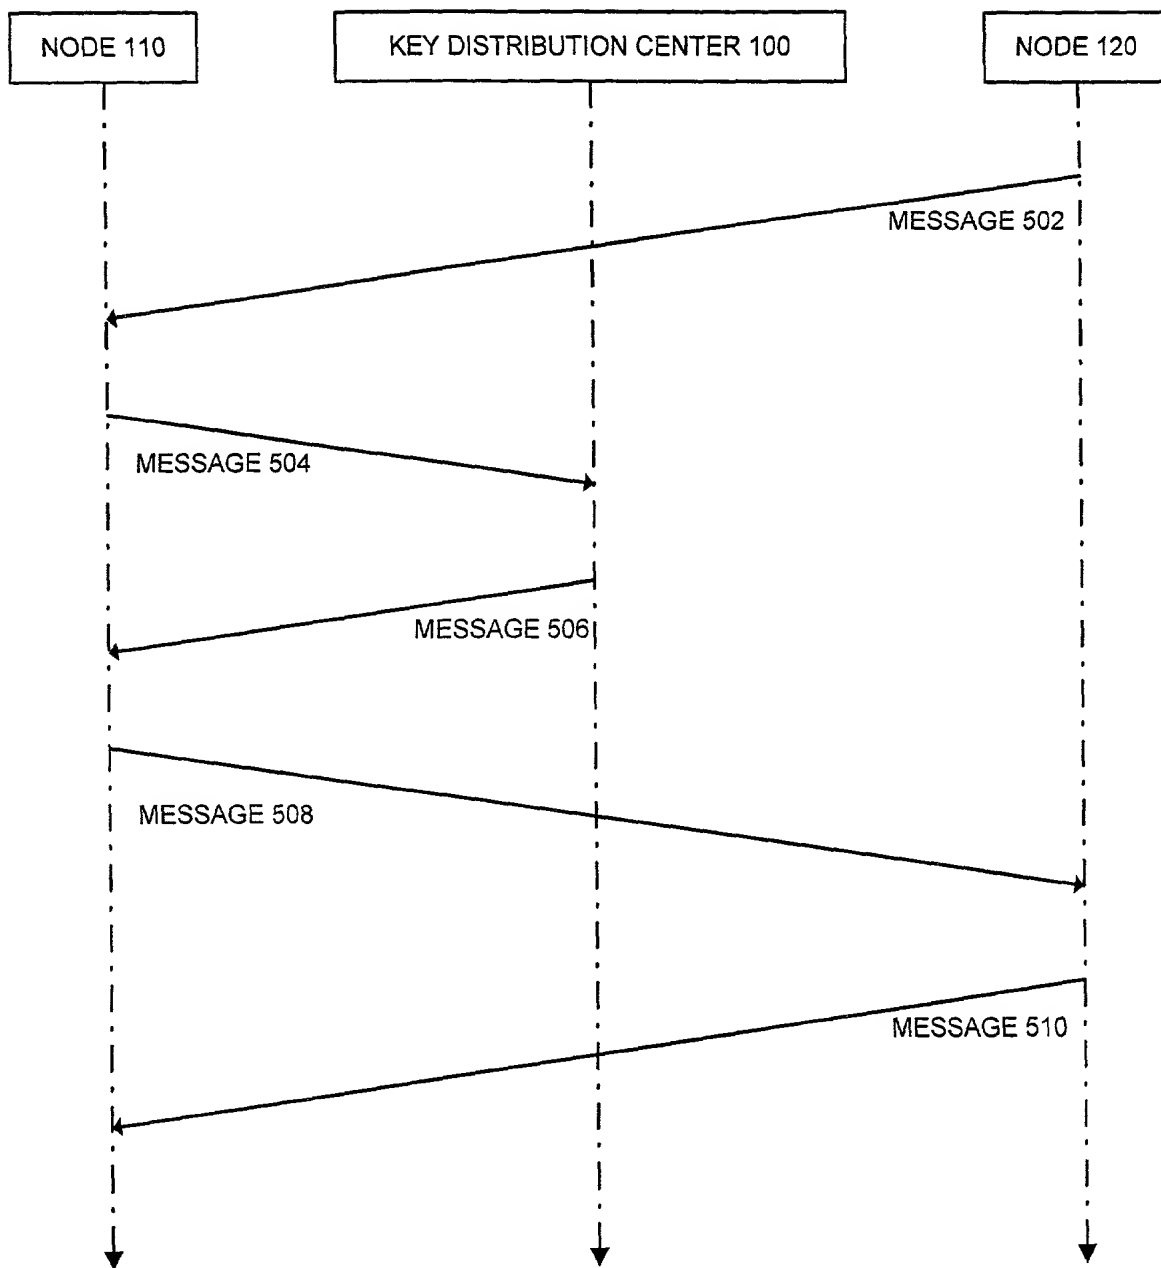 NODE 110
KEY DISTRIBUTION CENTER 100
NODE 120
MESSAGE 502
MESSAGE 504
MESSAGE 506
MESSAGE 508
MESSAGE 510